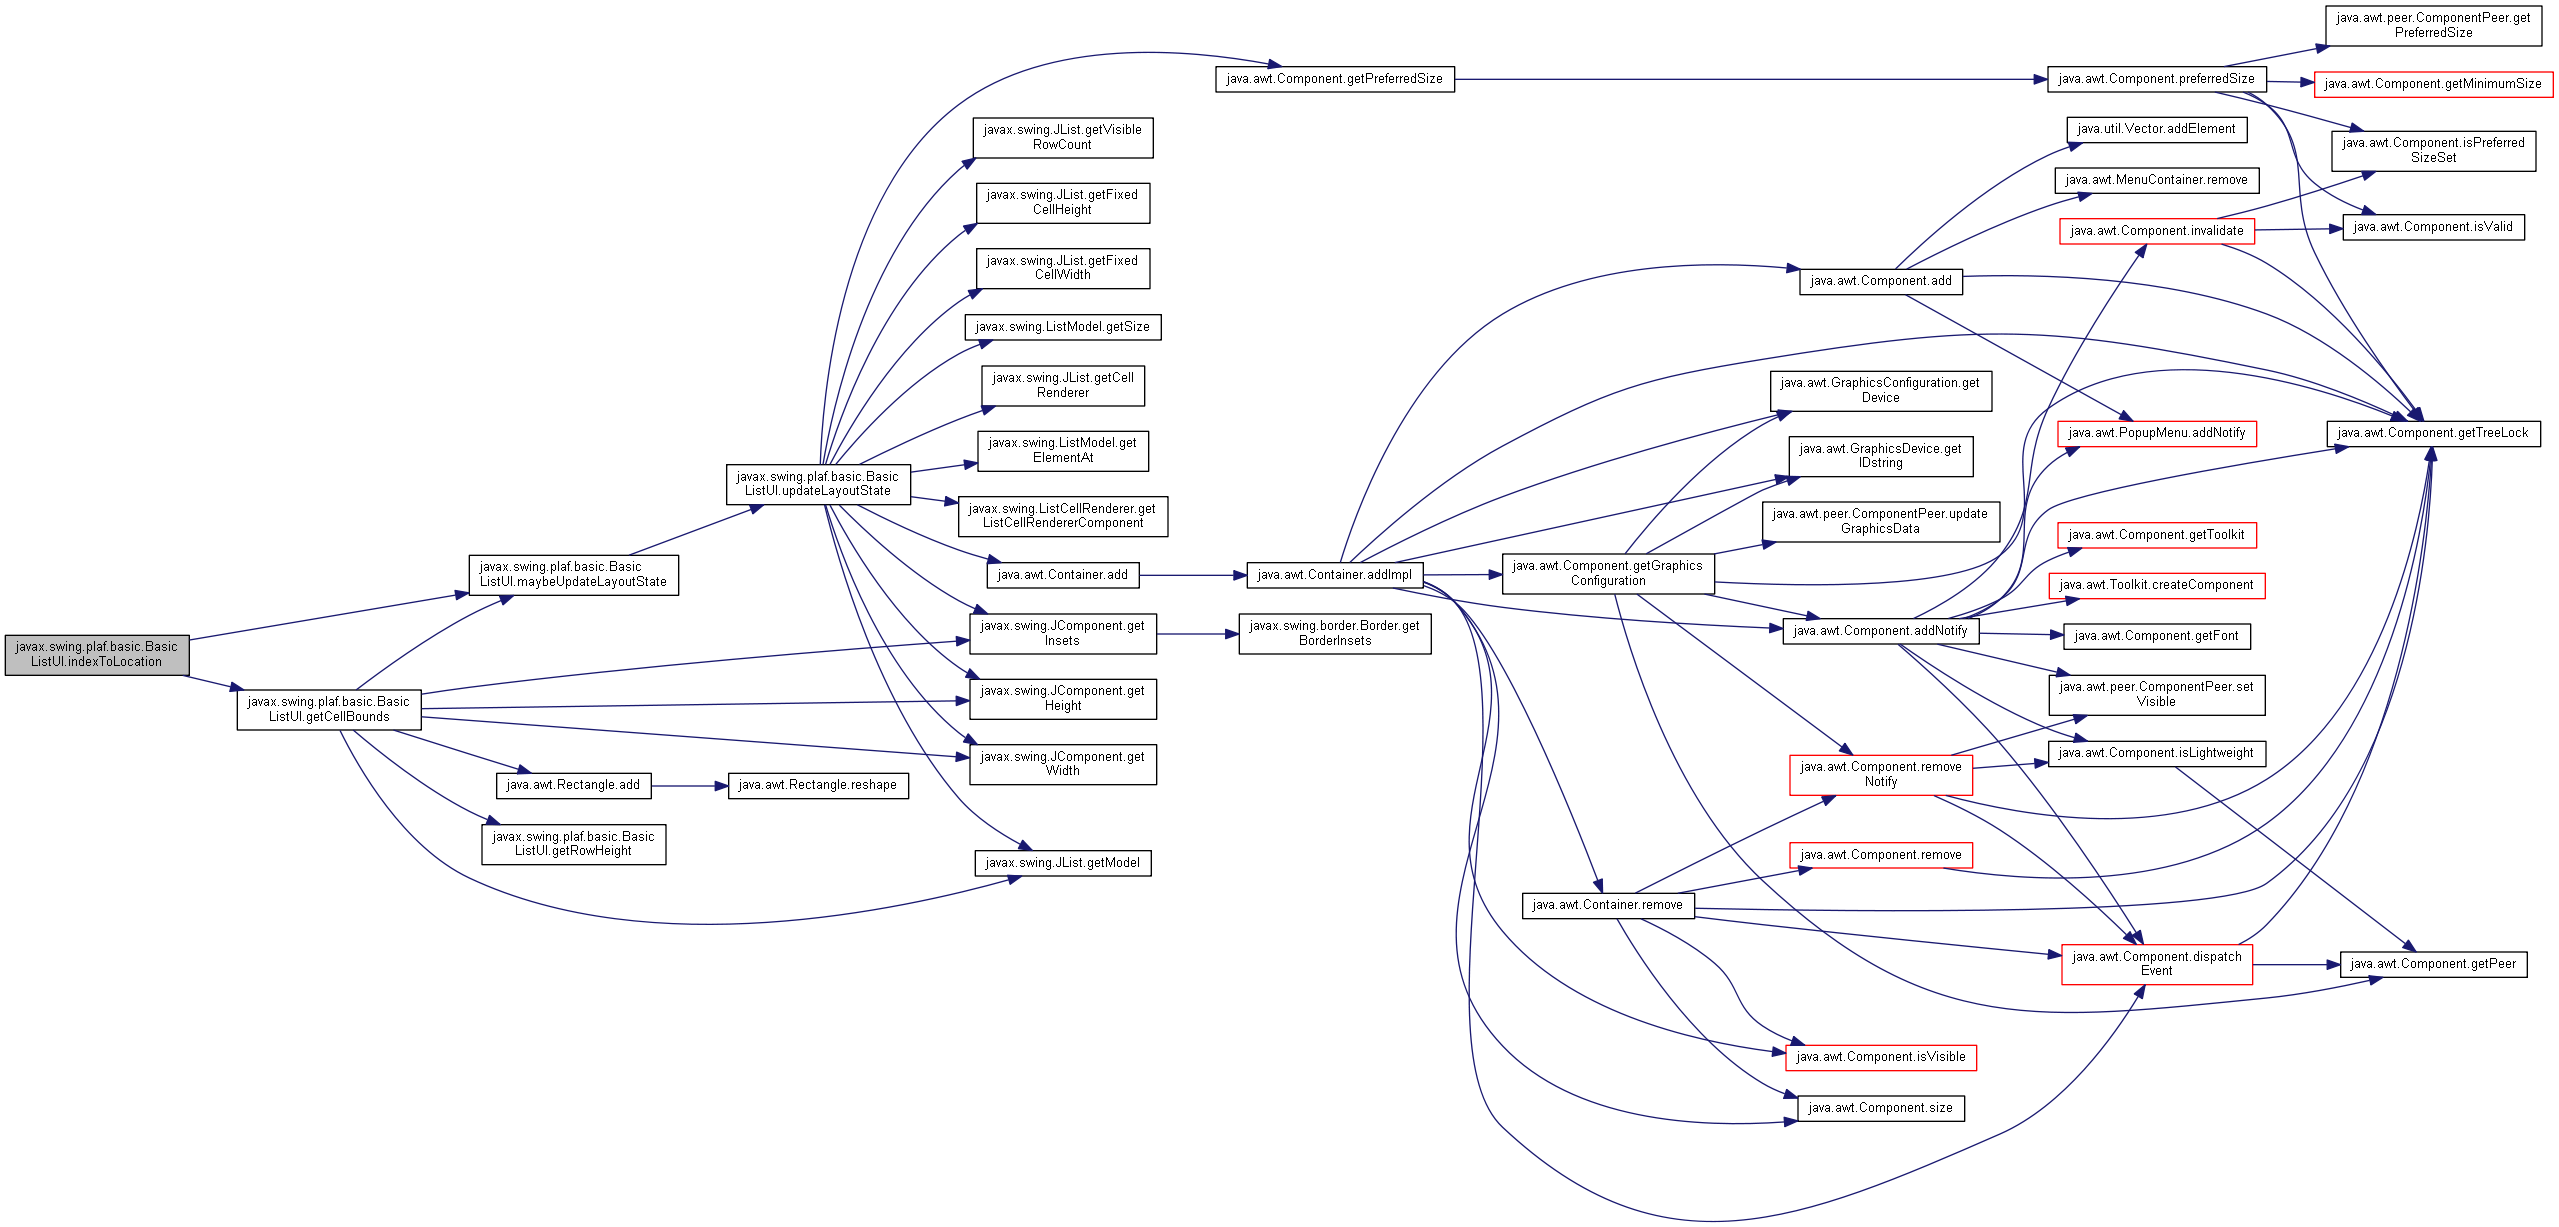 javax.swing.plaf.basic.Basic
ListUI.indexToLocation
javax.swing.plaf.basic.Basic
ListUI.maybeUpdateLayoutState
javax.swing.plaf.basic.Basic
ListUI.getCellBounds
java.awt.Rectangle.add
javax.swing.plaf.basic.Basic
ListUI.getRowHeight
javax.swing.plaf.basic.Basic
ListUI.updateLayoutState
java.awt.Rectangle.reshape
javax.swing.JList.getVisible
RowCount
javax.swing.JList.getFixed
CellHeight
javax.swing.JList.getFixed
CellWidth
javax.swing.ListModel.getSize
javax.swing.JList.getCell
Renderer
javax.swing.ListModel.get
ElementAt
javax.swing.ListCellRenderer.get
ListCellRendererComponent
java.awt.Container.add
javax.swing.JComponent.get
Insets
javax.swing.JComponent.get
Height
javax.swing.JComponent.get
Width
javax.swing.JList.getModel
java.awt.Component.getPreferredSize
java.awt.Container.addImpl
javax.swing.border.Border.get
BorderInsets
java.awt.Component.getGraphics
Configuration
java.awt.Container.remove
java.awt.Component.add
java.awt.GraphicsConfiguration.get
Device
java.awt.GraphicsDevice.get
IDstring
java.awt.peer.ComponentPeer.update
GraphicsData
java.awt.Component.addNotify
java.awt.Component.remove
Notify
java.awt.Component.remove
java.awt.Component.isVisible
java.awt.Component.size
java.awt.Component.preferredSize
java.util.Vector.addElement
java.awt.MenuContainer.remove
java.awt.Component.invalidate
java.awt.PopupMenu.addNotify
java.awt.Component.getToolkit
java.awt.Toolkit.createComponent
java.awt.Component.getFont
java.awt.peer.ComponentPeer.set
Visible
java.awt.Component.isLightweight
java.awt.Component.dispatch
Event
java.awt.peer.ComponentPeer.get
PreferredSize
java.awt.Component.getMinimumSize
java.awt.Component.isPreferred
SizeSet
java.awt.Component.isValid
java.awt.Component.getTreeLock
java.awt.Component.getPeer